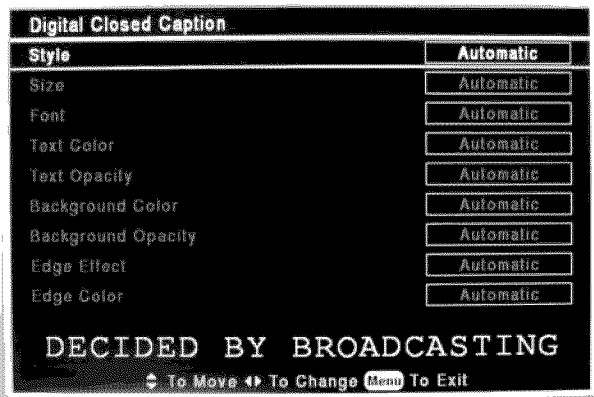 Digital Closed Caption
Style Automatic
Size Automatic
Font Automatic
Text Color Automatic
Text Opacity Automatic
Background Color Automatic
Background Opacity Automatic
Edge Effect Automatic
Edge Color Automatic
DECIDED BY BROADCASTING
To Move To Change Menu To Exit